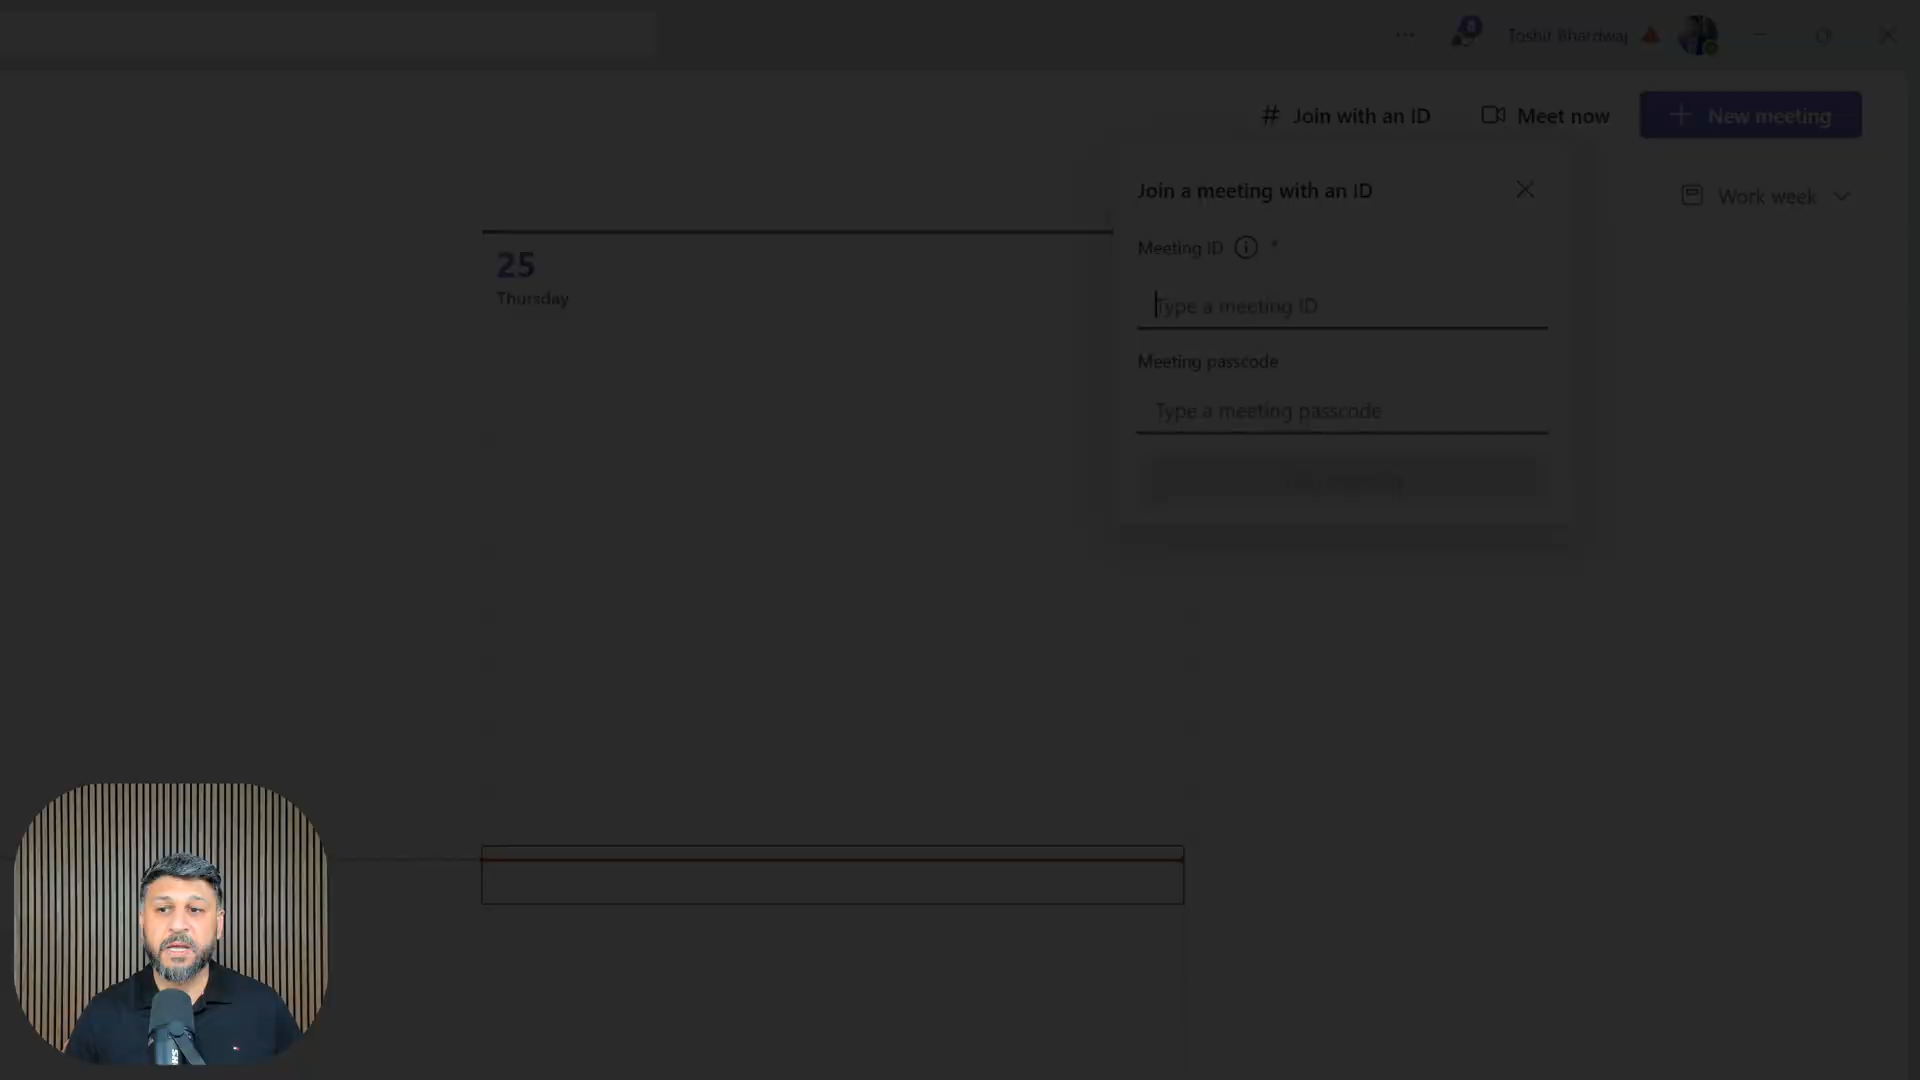 Toshit Bhardwaj
# Join with an ID
Meet now
+ New meeting
Join a meeting with an ID
Work week
Meeting ID
*
25
Thursday
Type a meeting ID
Meeting passcode
Type a meeting passcode